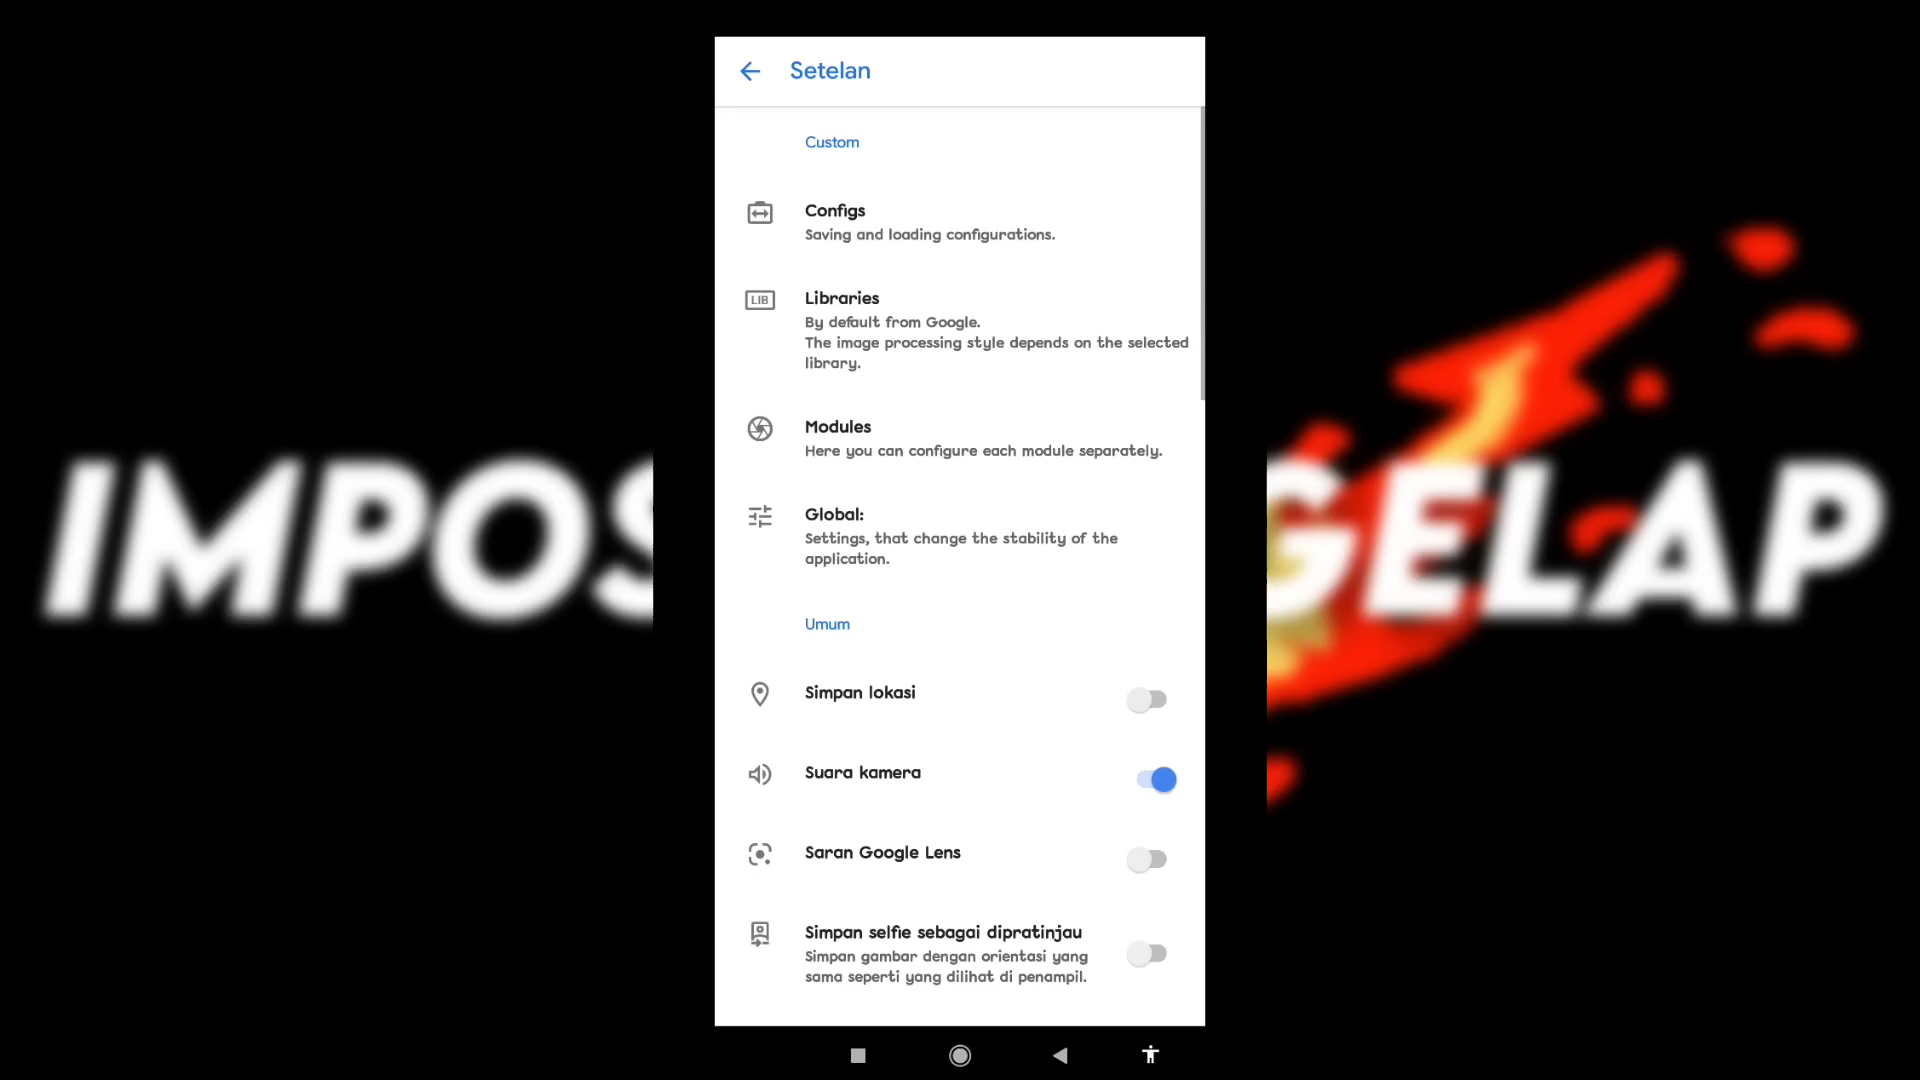 Setelan
Custom
Configs
Saving and loading configurations.
LIB
Libraries
By default from Google.
The image processing style depends on the selected
library.
Modules
Here you can configure each module separately.
Global:
Settings, that change the stability of the
application.
Umum
Simpan lokasi
Suara kamera
Saran Google Lens
Simpan selfie sebagai dipratinjau
Simpan gambar dengan orientasi yang
sama seperti yang dilihat di penampil.
IMPOS GELAP